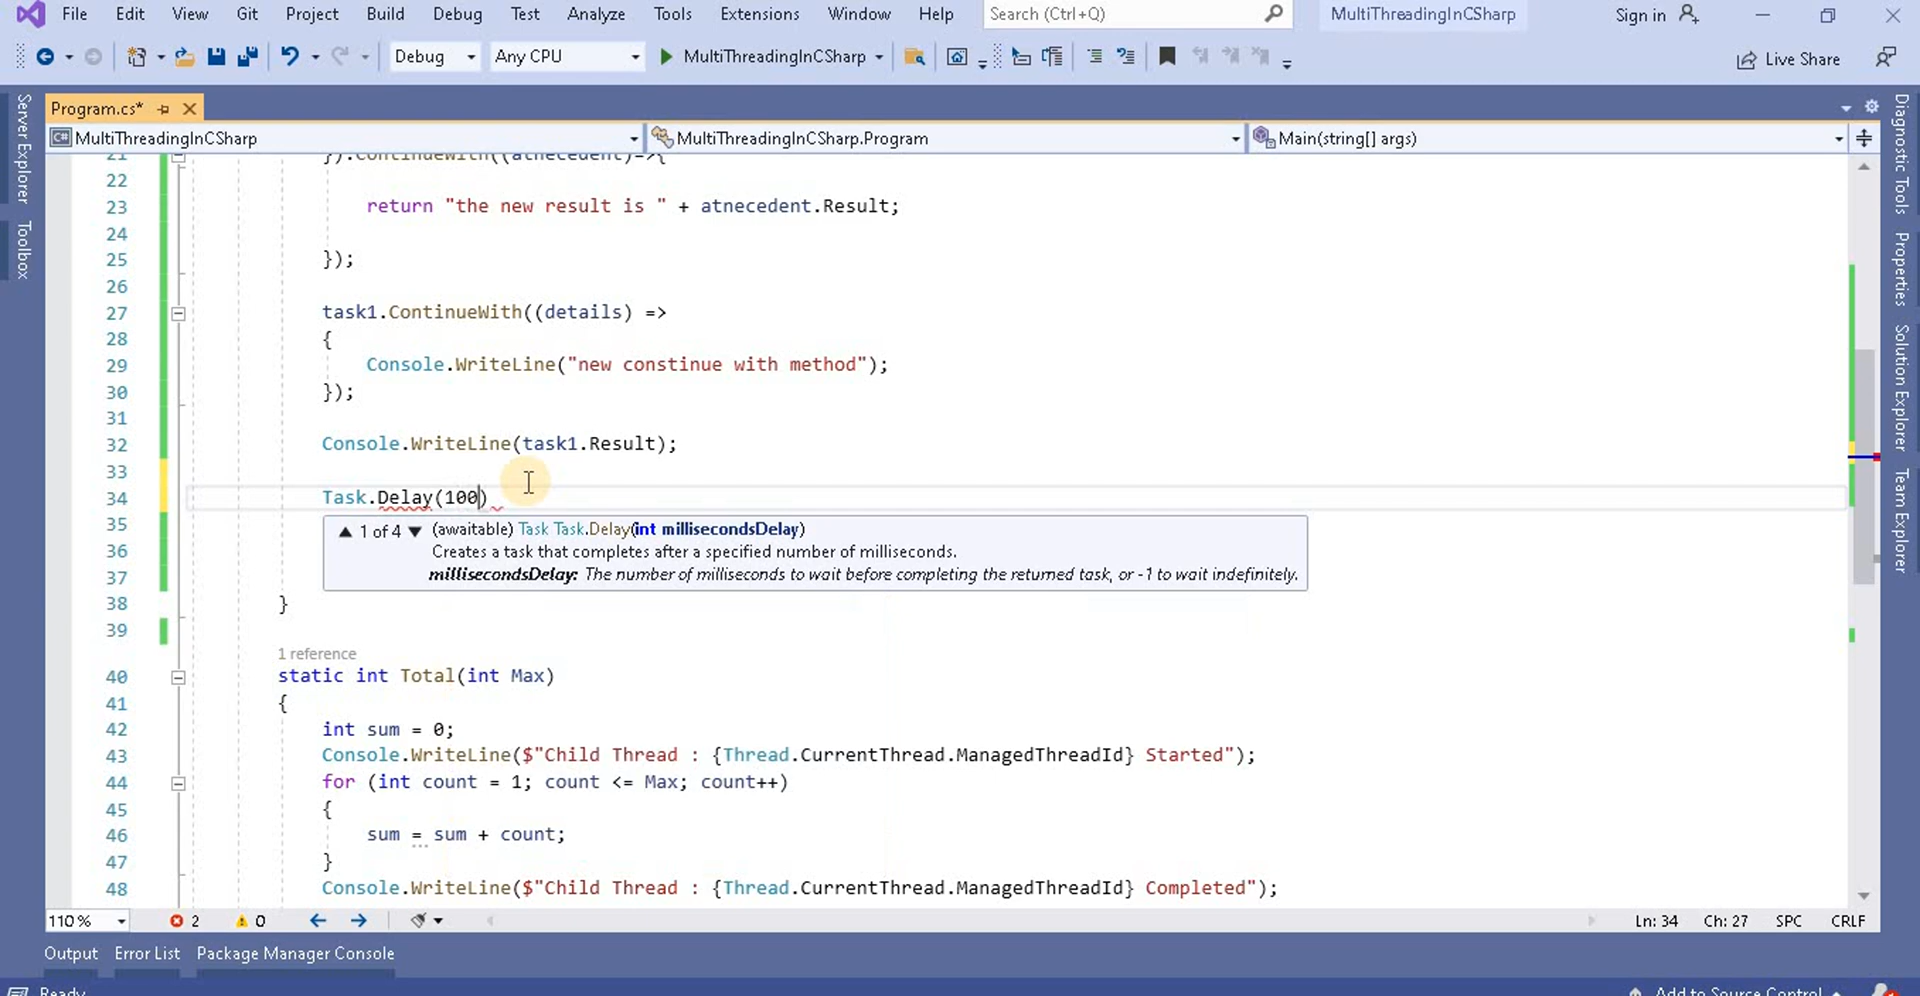 File Edit View Git Project Build Debug Test Analyze Tools Extensions Window Help Search (Ctrl+Q) MultiThreadingInCSharp Sign in
Debug Any CPU MultiThreadingInCSharp Live Share
Program.cs*
MultiThreadingInCSharp MultiThreadingInCSharp.Program Main(string[] args)
Server Explorer
Toolbox
21 }).ContinueWith((atnecedent)=>{
22
23 return "the new result is " + atnecedent.Result;
24
25 });
26
27 task1.ContinueWith((details) =>
28 {
29 Console.WriteLine("new constinue with method");
30 });
31
32 Console.WriteLine(task1.Result);
33
34 Task.Delay(100)
35
1 of 4 (awaitable) Task Task.Delay(int millisecondsDelay)
36 Creates a task that completes after a specified number of milliseconds.
37 millisecondsDelay: The number of milliseconds to wait before completing the returned task, or -1 to wait indefinitely.
38 }
39
1 reference
40 static int Total(int Max)
41 {
42 int sum = 0;
43 Console.WriteLine($"Child Thread : {Thread.CurrentThread.ManagedThreadId} Started");
44 for (int count = 1; count <= Max; count++)
45 {
46 sum = sum + count;
47 }
48 Console.WriteLine($"Child Thread : {Thread.CurrentThread.ManagedThreadId} Completed");
Diagnostic Tools
Properties
Solution Explorer
Team Explorer
110 % 2 0 Ln: 34 Ch: 27 SPC CRLF
Output Error List Package Manager Console
Ready Add to Source Control